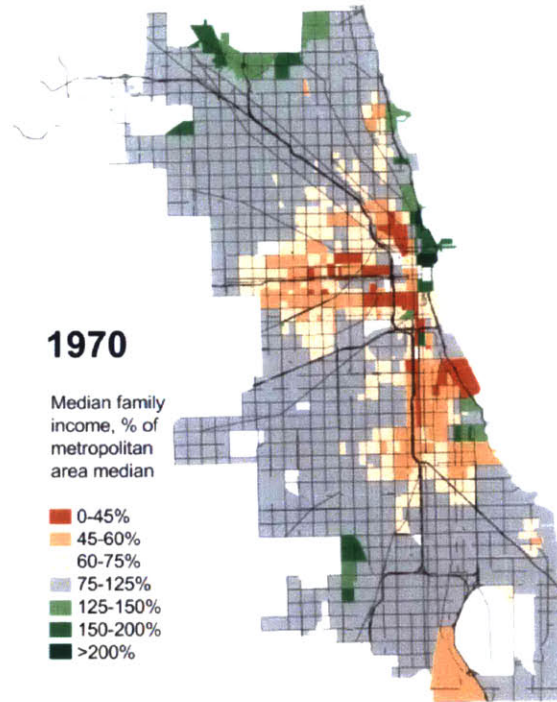 1970
Median family
income, % of
metropolitan
area median
0-45%
45-60%
60-75%
75-125%
125-150%
150-200%
>200%